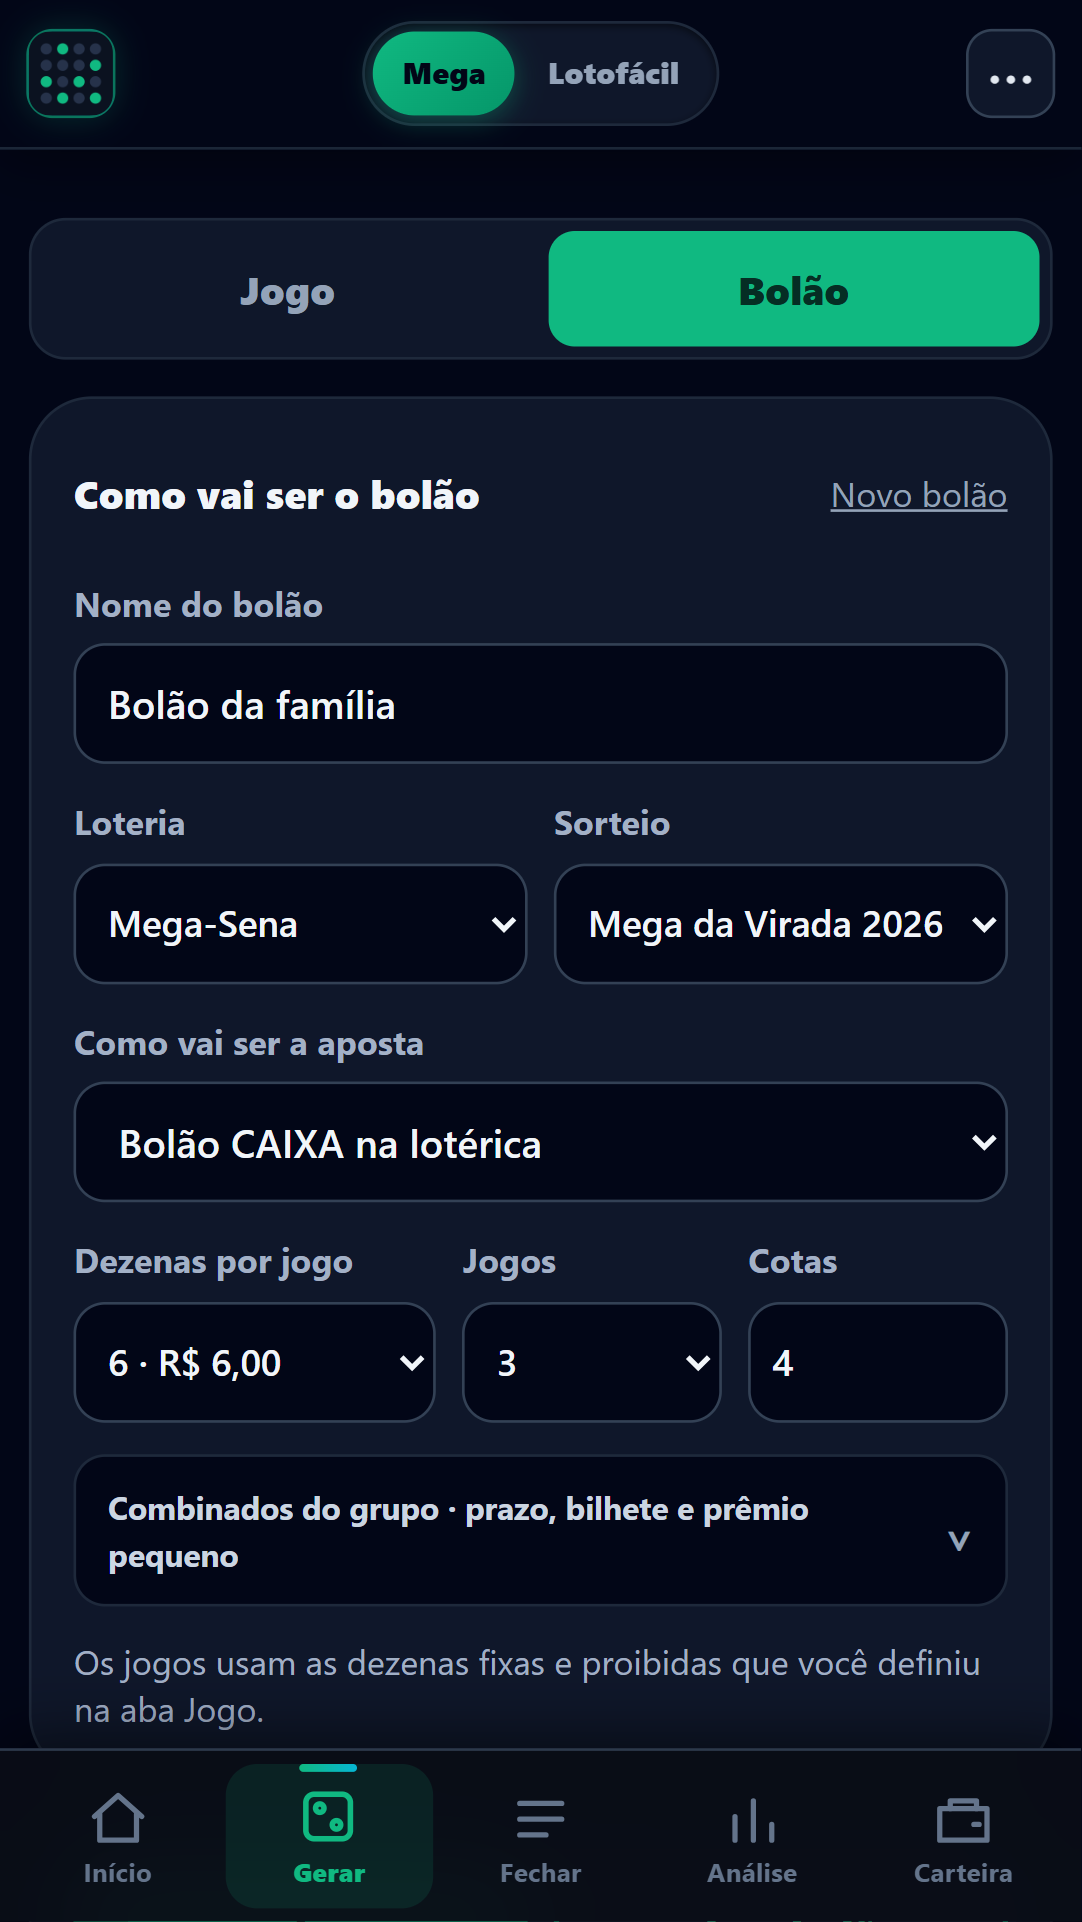 Mega
Lotofácil
...
Jogo
Bolão
Como vai ser o bolão
Novo bolão
Nome do bolão
Bolão da família
Loteria
Sorteio
Mega-Sena
Mega da Virada 2026
Como vai ser a aposta
Bolão CAIXA na lotérica
Dezenas por jogo
Jogos
Cotas
6 · R$ 6,00
3
4
Combinados do grupo · prazo, bilhete e prêmio
pequeno
Os jogos usam as dezenas fixas e proibidas que você definiu
na aba Jogo.
Início
Gerar
Fechar
Análise
Carteira